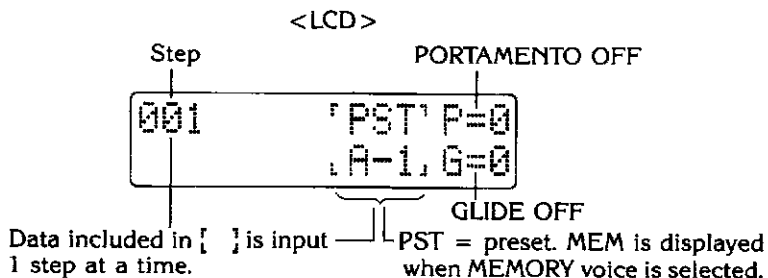 <LCD>
Step PORTAMENTO OFF
001 「PST」 P=0
[A-1] G=0
GLIDE OFF
Data included in [ ] is input
1 step at a time.
PST = preset. MEM is displayed
when MEMORY voice is selected.